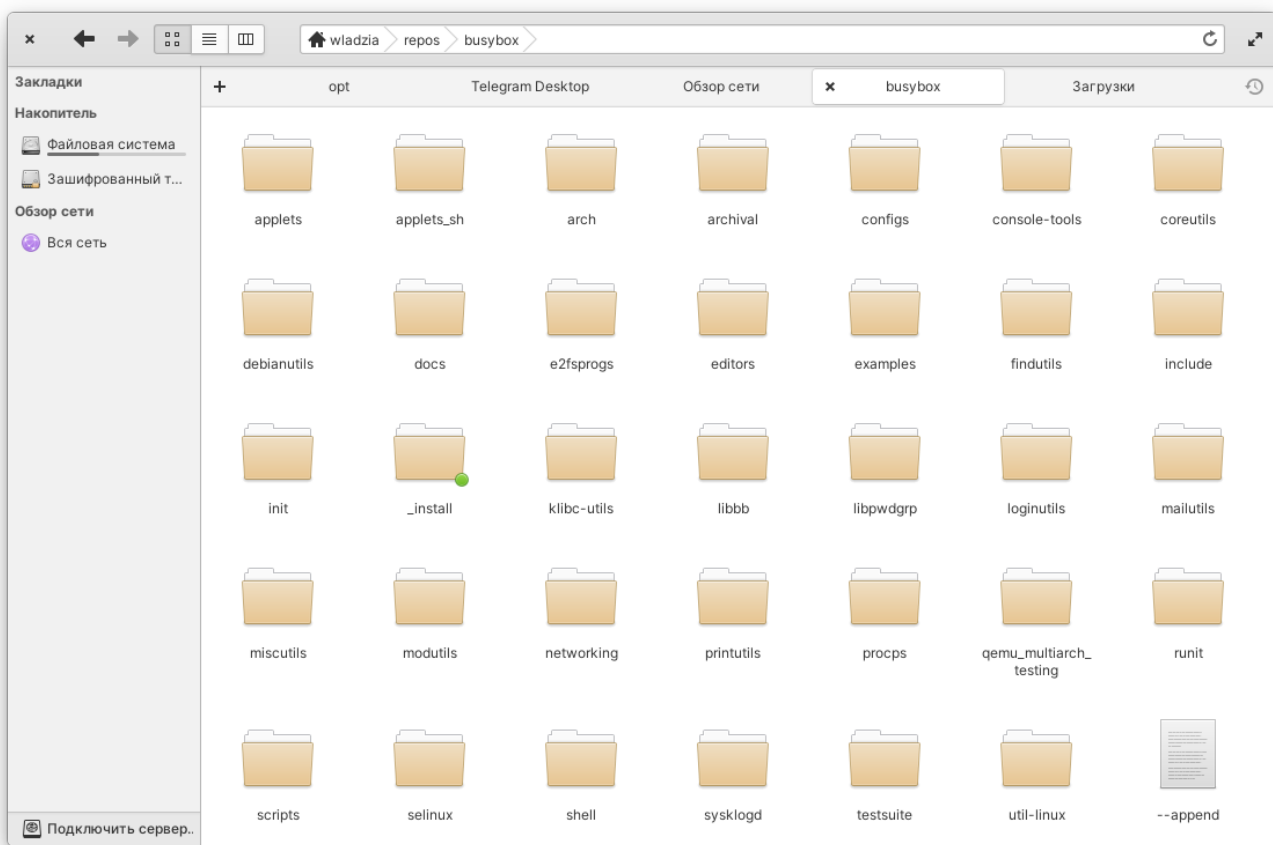 wladzia repos busybox
Закладки
Накопитель
Файловая система
Зашифрованный т...
Обзор сети
Вся сеть
Подключить сервер..
opt Telegram Desktop Обзор сети busybox Загрузки
applets applets_sh arch archival configs console-tools coreutils
debianutils docs e2fsprogs editors examples findutils include
init _install klibc-utils libbb libpwdgrp loginutils mailutils
miscutils modutils networking printutils procps qemu_multiarch_ runit
testing
scripts selinux shell sysklogd testsuite util-linux --append